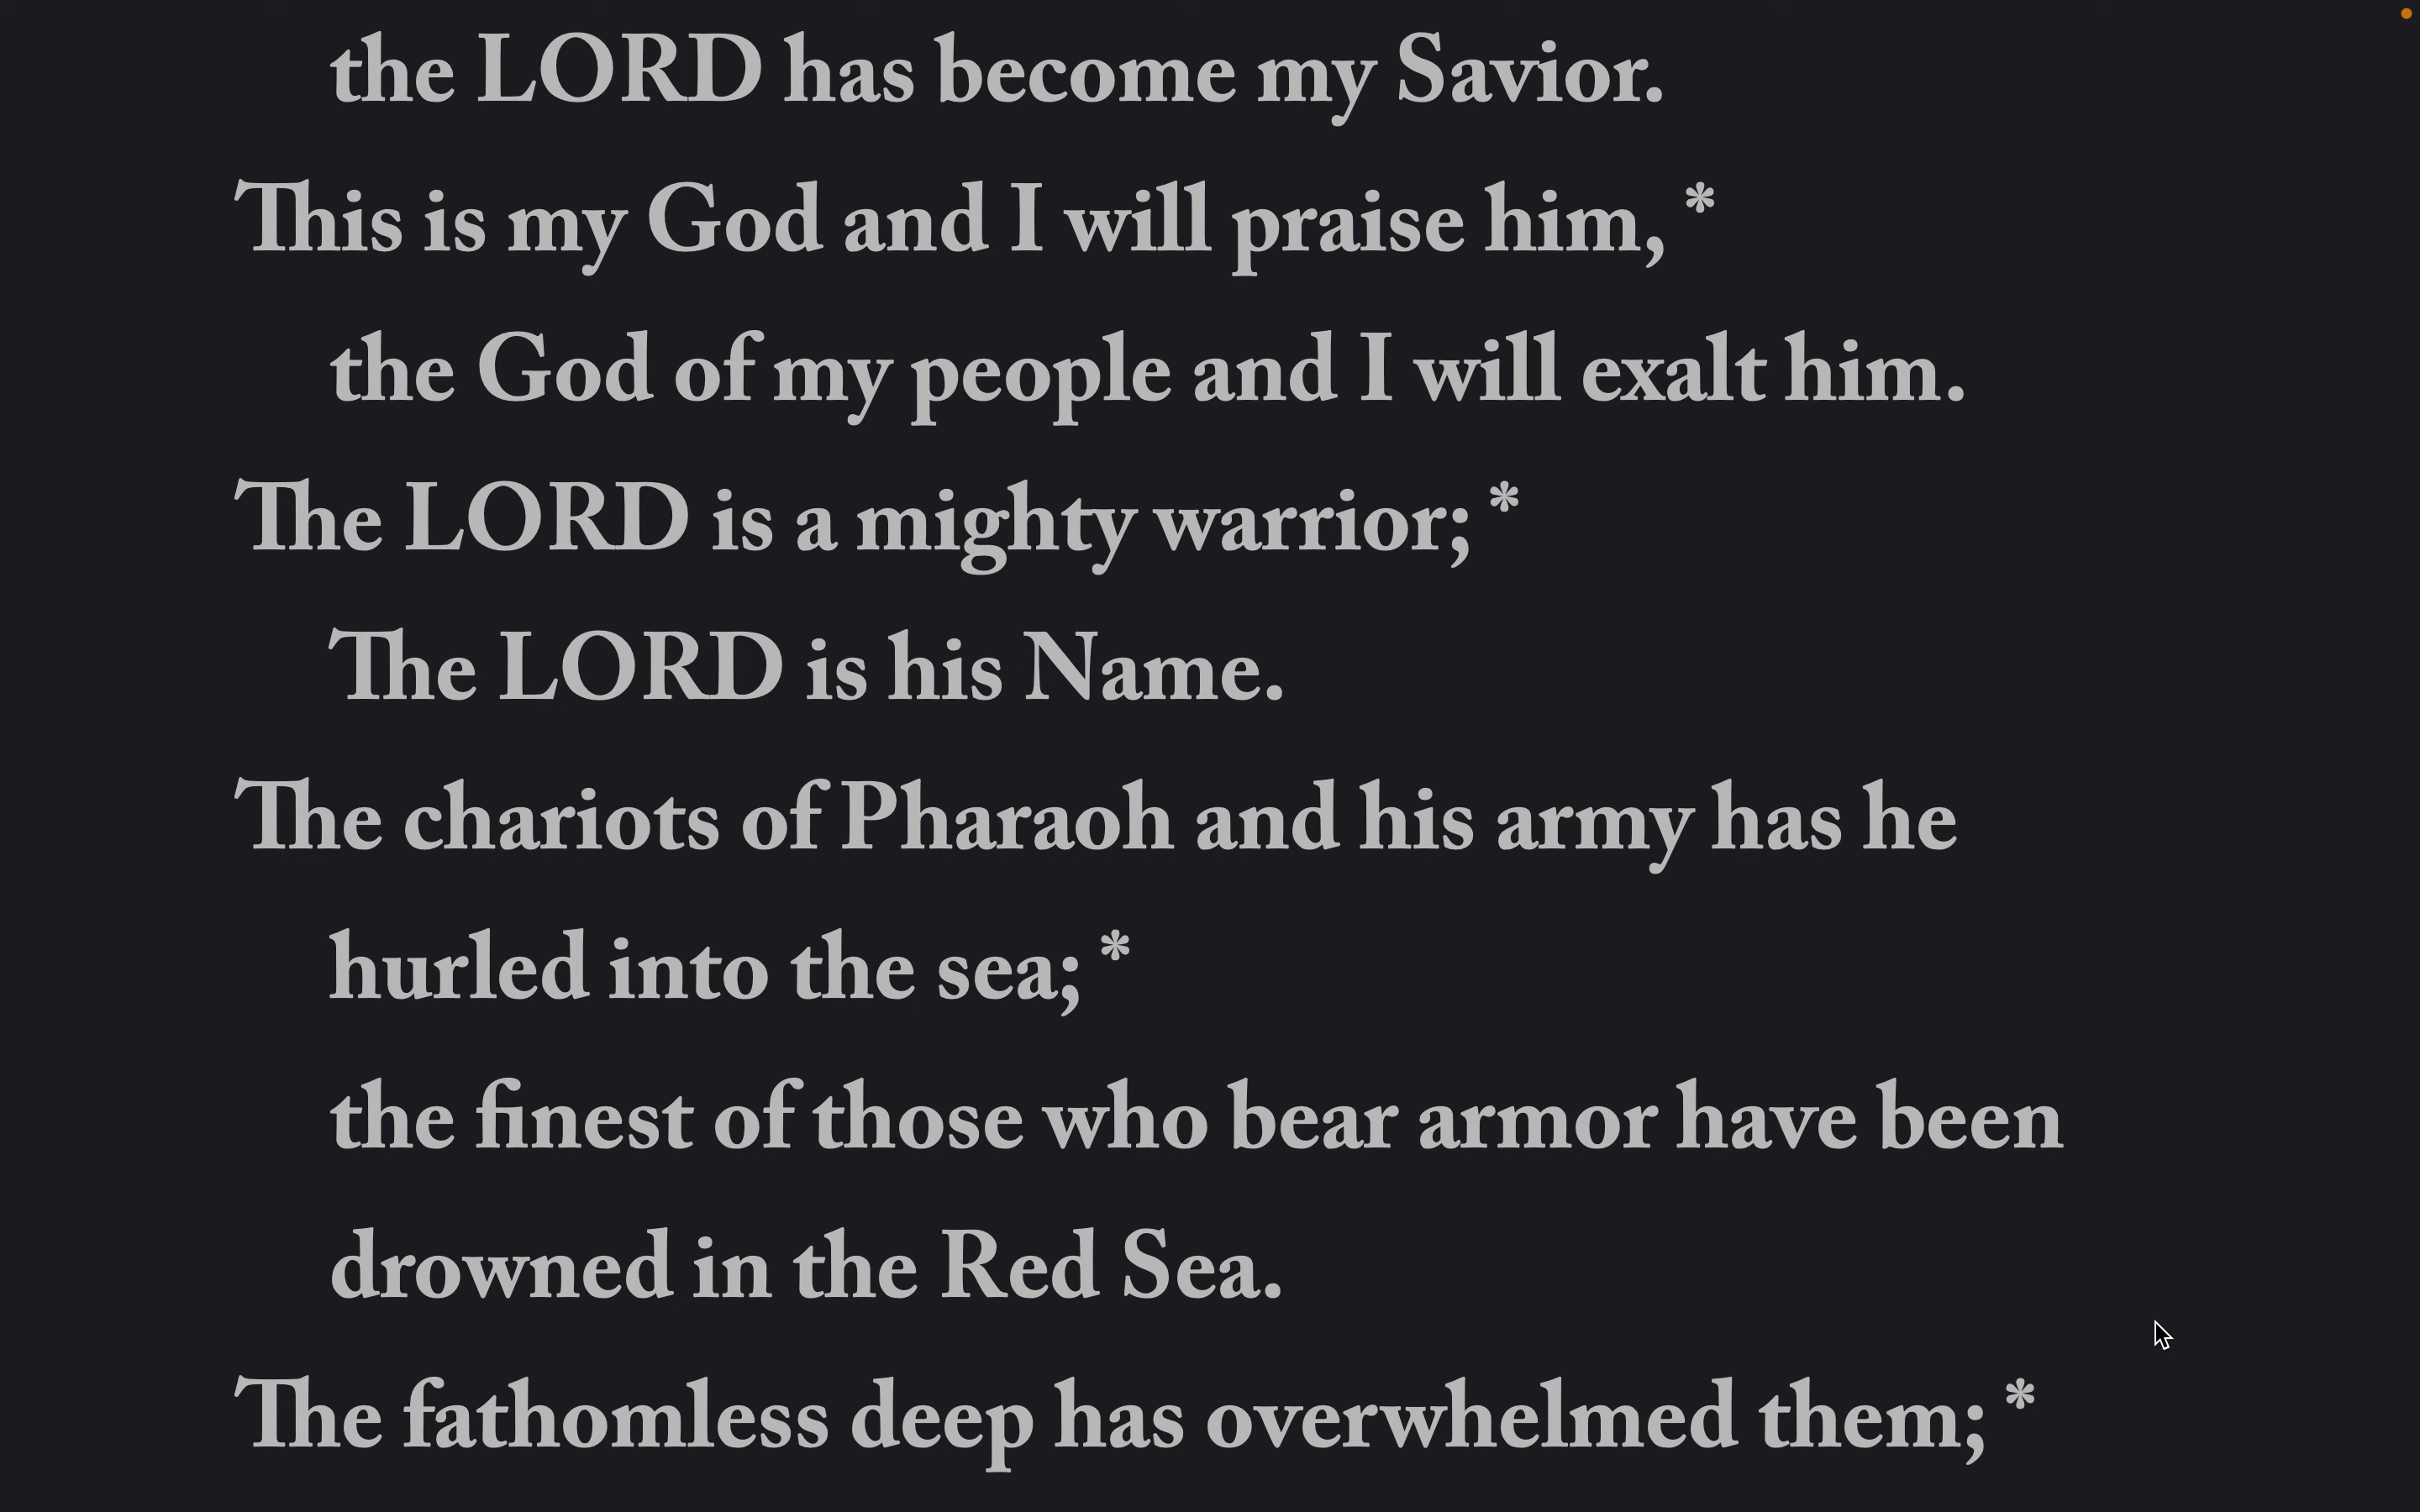 the LORD has become my Savior.
This is my God and I will praise him, *
the God of my people and I will exalt him.
The LORD is a mighty warrior; *
The LORD is his Name.
The chariots of Pharaoh and his army has he
hurled into the sea; *
the finest of those who bear armor have been
drowned in the Red Sea.
The fathomless deep has overwhelmed them; *